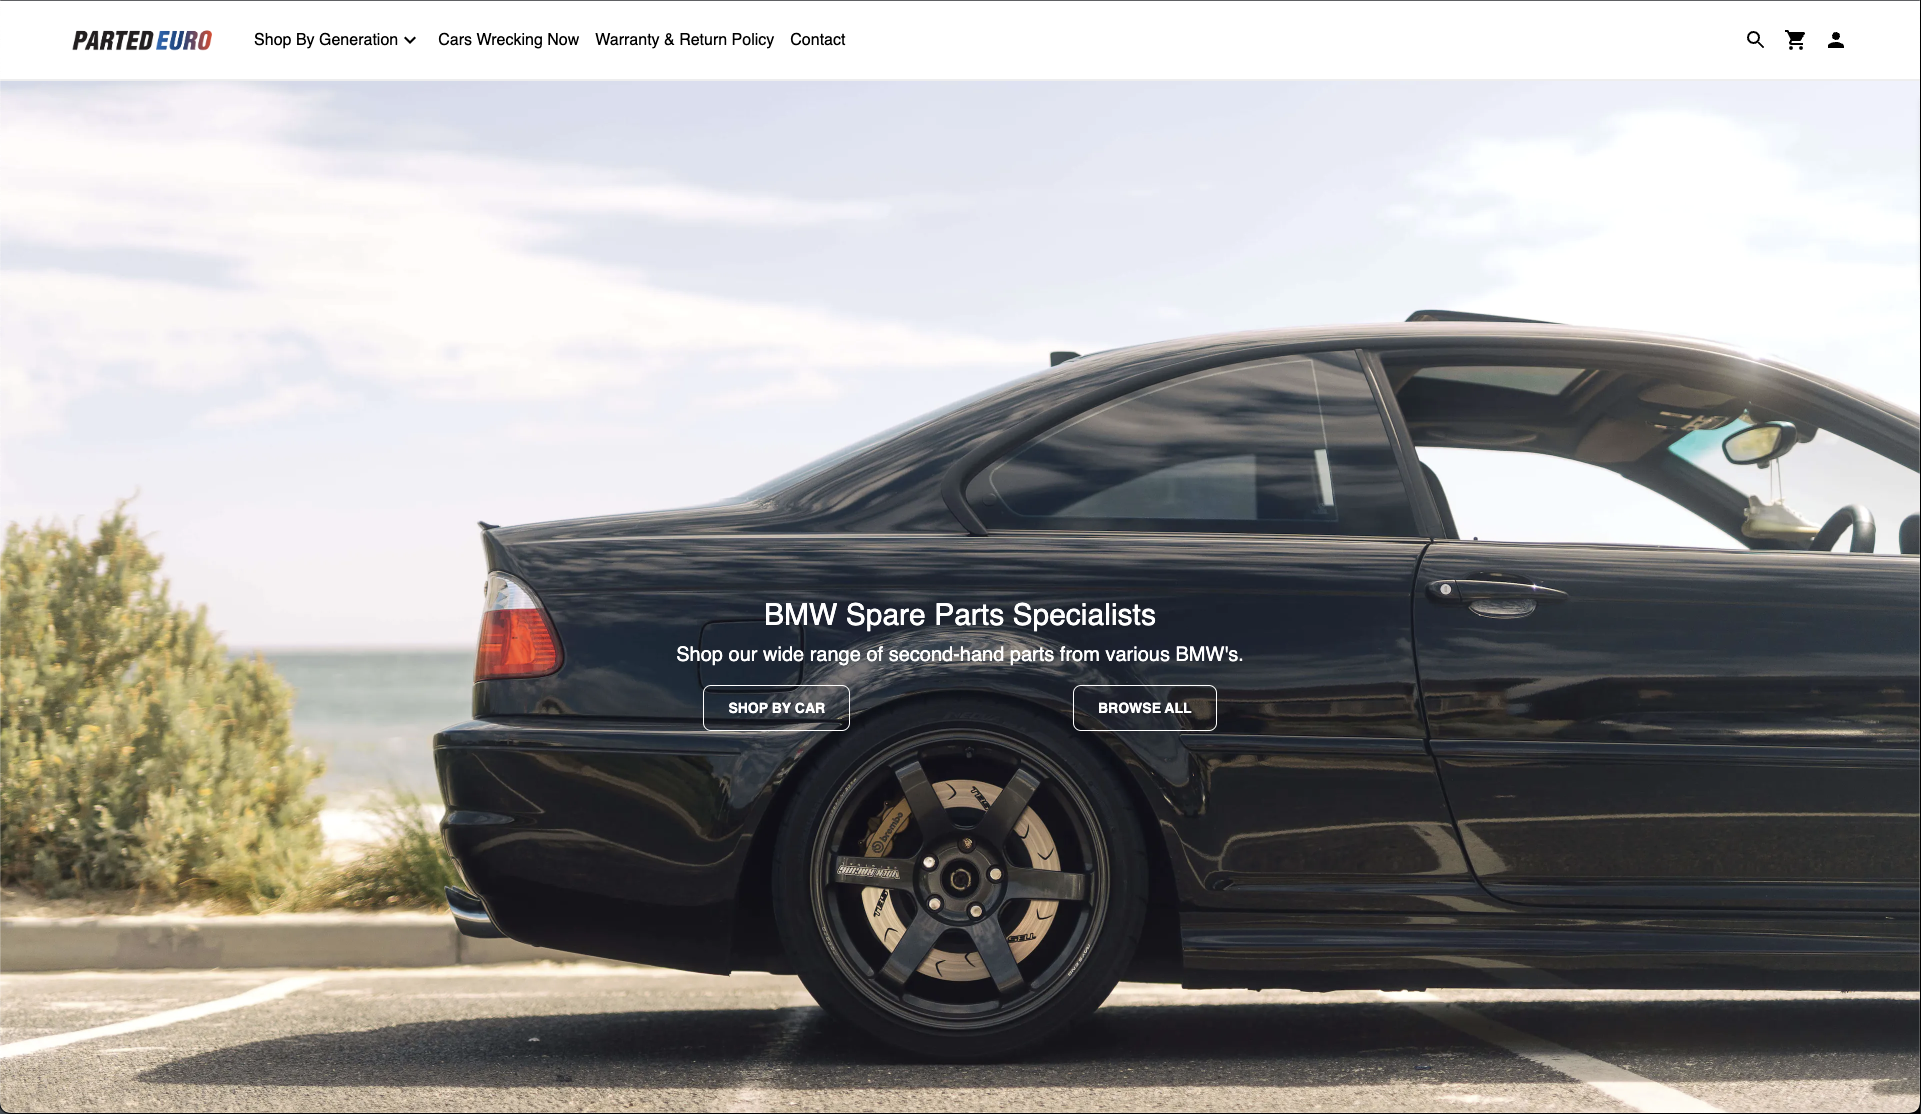 PARTED EURO
Shop By Generation
Cars Wrecking Now
Warranty & Return Policy
Contact
BMW Spare Parts Specialists
Shop our wide range of second-hand parts from various BMW's.
SHOP BY CAR
BROWSE ALL
brembo